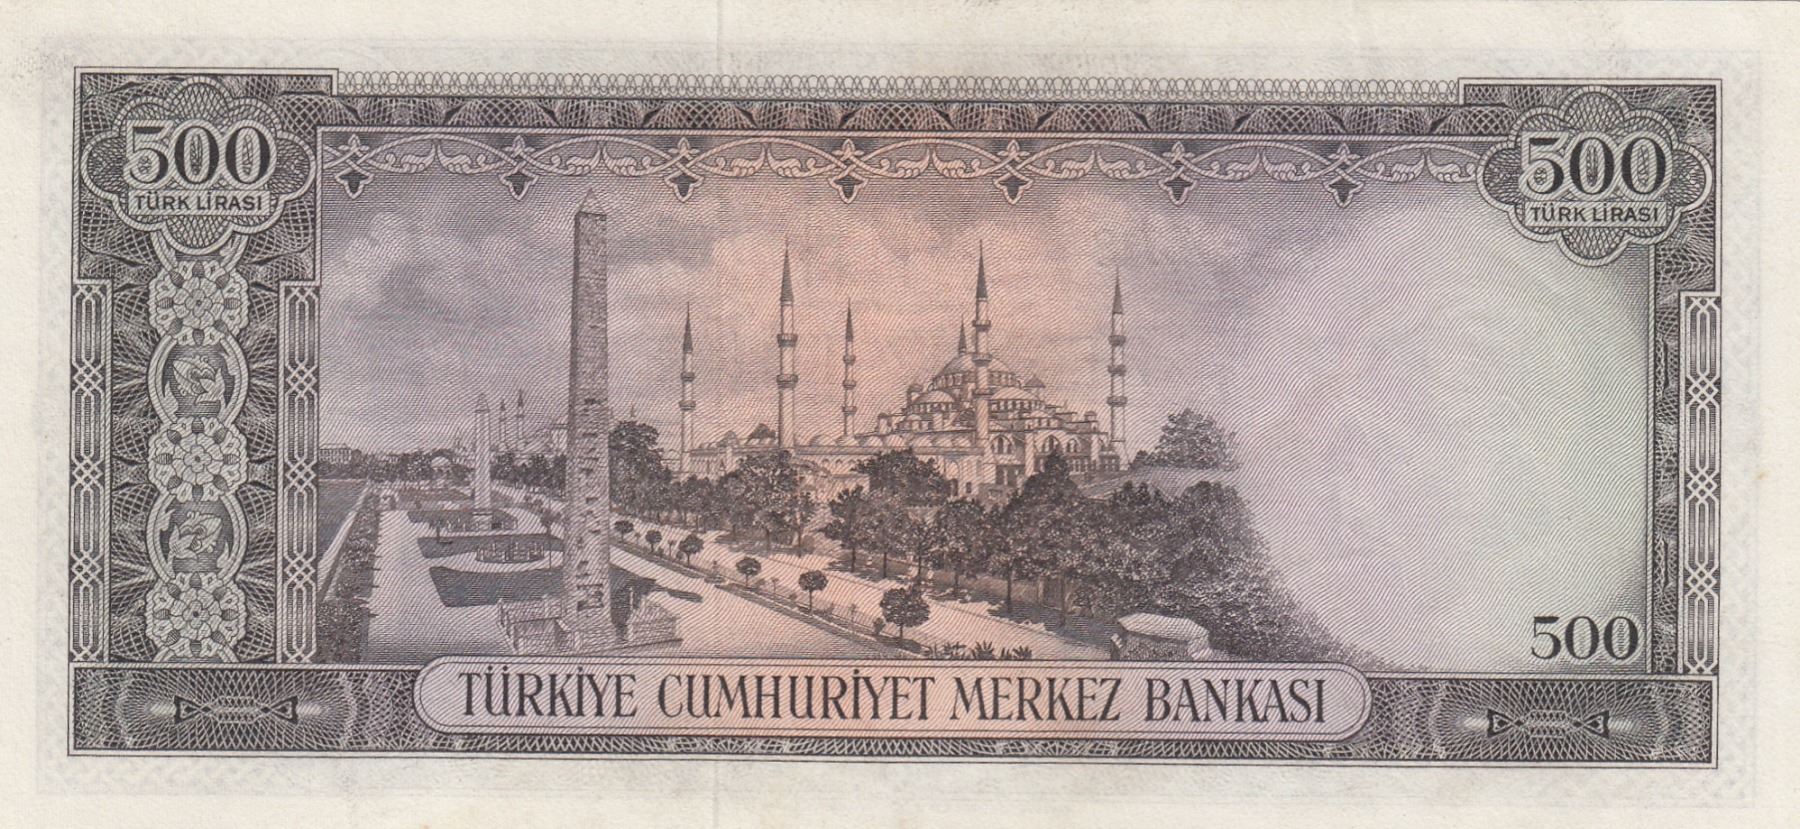 500
TÜRK LİRASI
500
TÜRK LİRASI
500
TÜRKİYE CUMHURİYET MERKEZ BANKASI